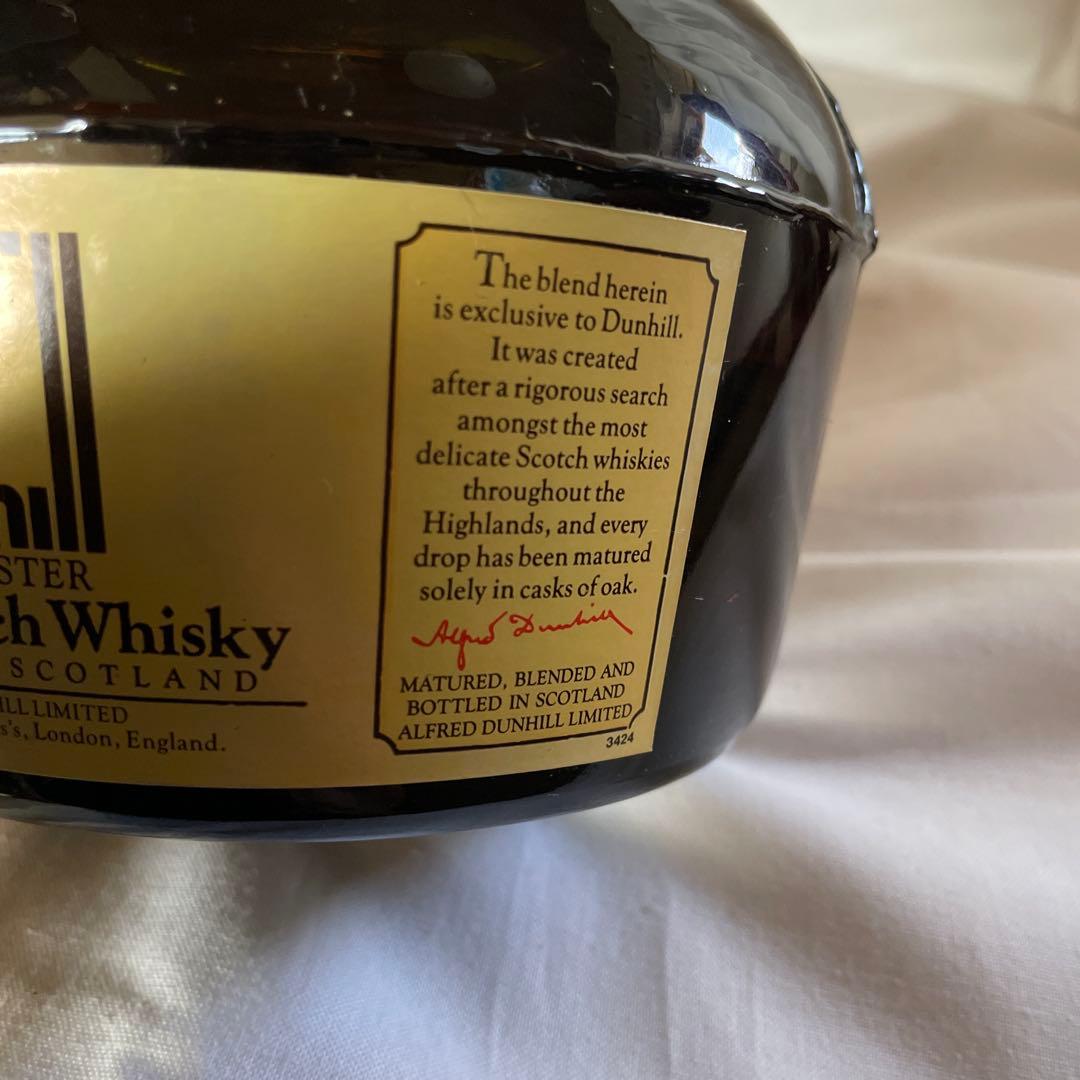 hill
STER
ch Whisky
SCOTLAND
ILL LIMITED
s's, London, England.
The blend herein
is exclusive to Dunhill.
It was created
after a rigorous search
amongst the most
delicate Scotch whiskies
throughout the
Highlands, and every
drop has been matured
solely in casks of oak.
Alfred Dunhill
MATURED, BLENDED AND
BOTTLED IN SCOTLAND
ALFRED DUNHILL LIMITED
3424